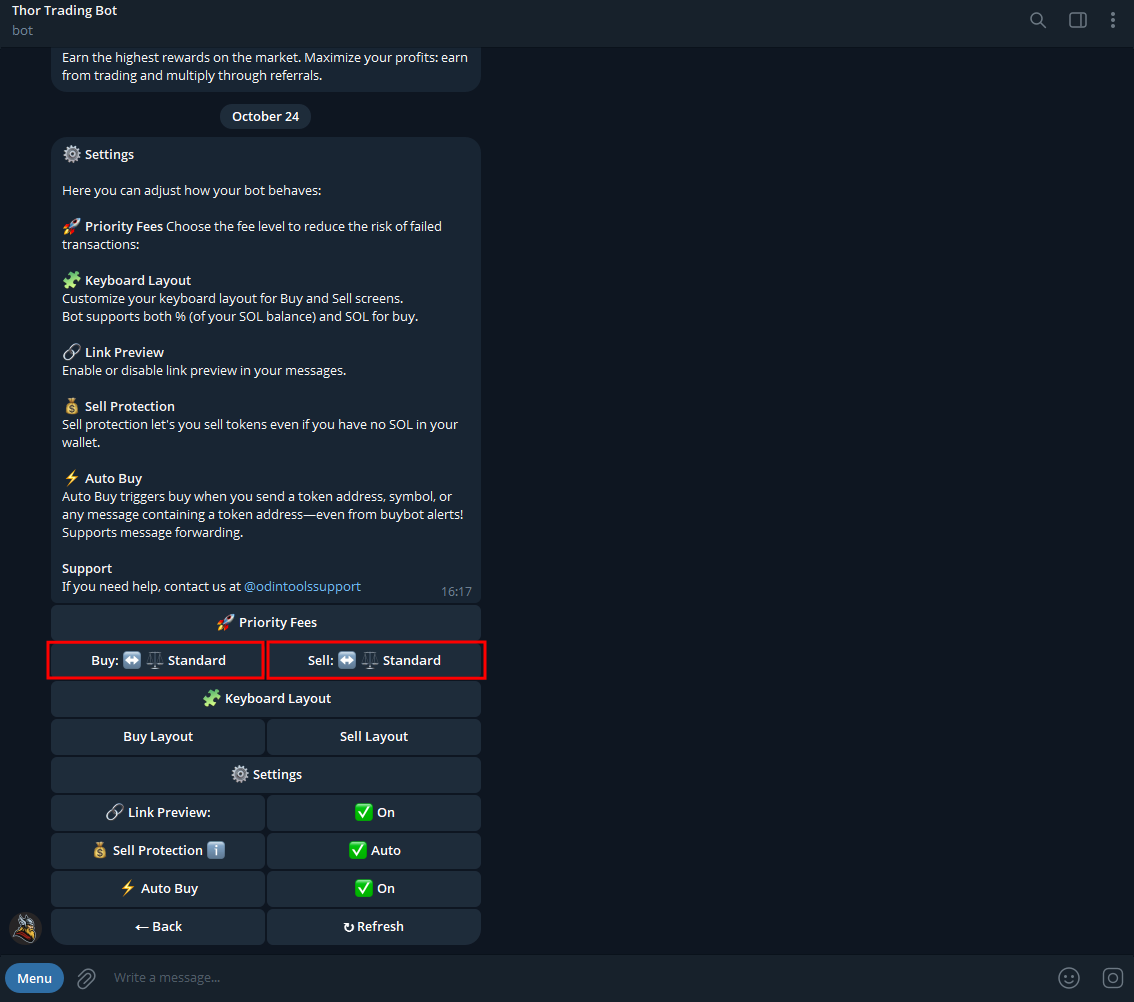 Thor Trading Bot
bot
Earn the highest rewards on the market. Maximize your profits: earn
from trading and multiply through referrals.
October 24
⚙️ Settings
Here you can adjust how your bot behaves:
🚀 Priority Fees Choose the fee level to reduce the risk of failed
transactions:
🧩 Keyboard Layout
Customize your keyboard layout for Buy and Sell screens.
Bot supports both % (of your SOL balance) and SOL for buy.
🔗 Link Preview
Enable or disable link preview in your messages.
💰 Sell Protection
Sell protection let's you sell tokens even if you have no SOL in your
wallet.
⚡ Auto Buy
Auto Buy triggers buy when you send a token address, symbol, or
any message containing a token address—even from buybot alerts!
Supports message forwarding.
Support
If you need help, contact us at @odintoolssupport
16:17
🚀 Priority Fees
Buy: ↔️ ⚖️ Standard
Sell: ↔️ ⚖️ Standard
🧩 Keyboard Layout
Buy Layout
Sell Layout
⚙️ Settings
🔗 Link Preview:
✅ On
💰 Sell Protection ℹ️
✅ Auto
⚡ Auto Buy
✅ On
← Back
↻ Refresh
Menu
Write a message...